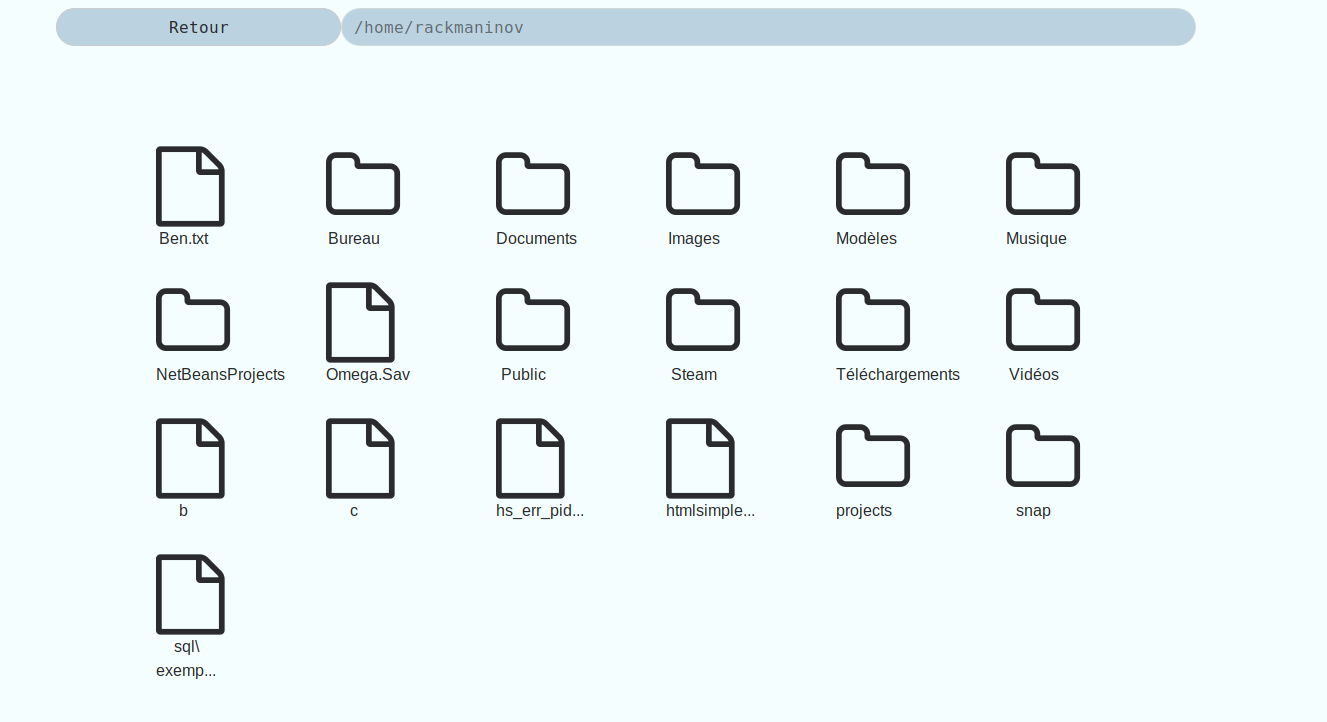 Retour
/home/rackmaninov
Ben.txt
Bureau
Documents
Images
Modèles
Musique
NetBeansProjects
Omega.Sav
Public
Steam
Téléchargements
Vidéos
b
c
hs_err_pid...
htmlsimple...
projects
snap
sql\
exemp...